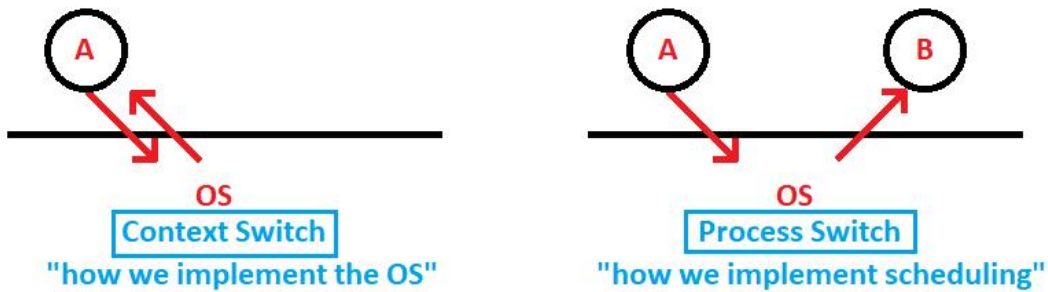 A
OS
Context Switch
"how we implement the OS"
A
B
OS
Process Switch
"how we implement scheduling"